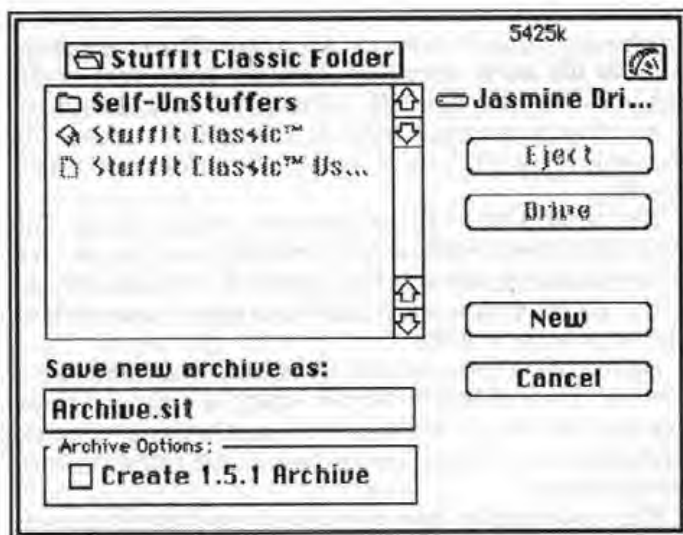 5425k
StuffIt Classic Folder
Self-UnStuffers
StuffIt Classic™
StuffIt Classic™ Us...
Jasmine Dri...
Eject
Drive
New
Cancel
Save new archive as:
Archive.sit
Archive Options:
Create 1.5.1 Archive